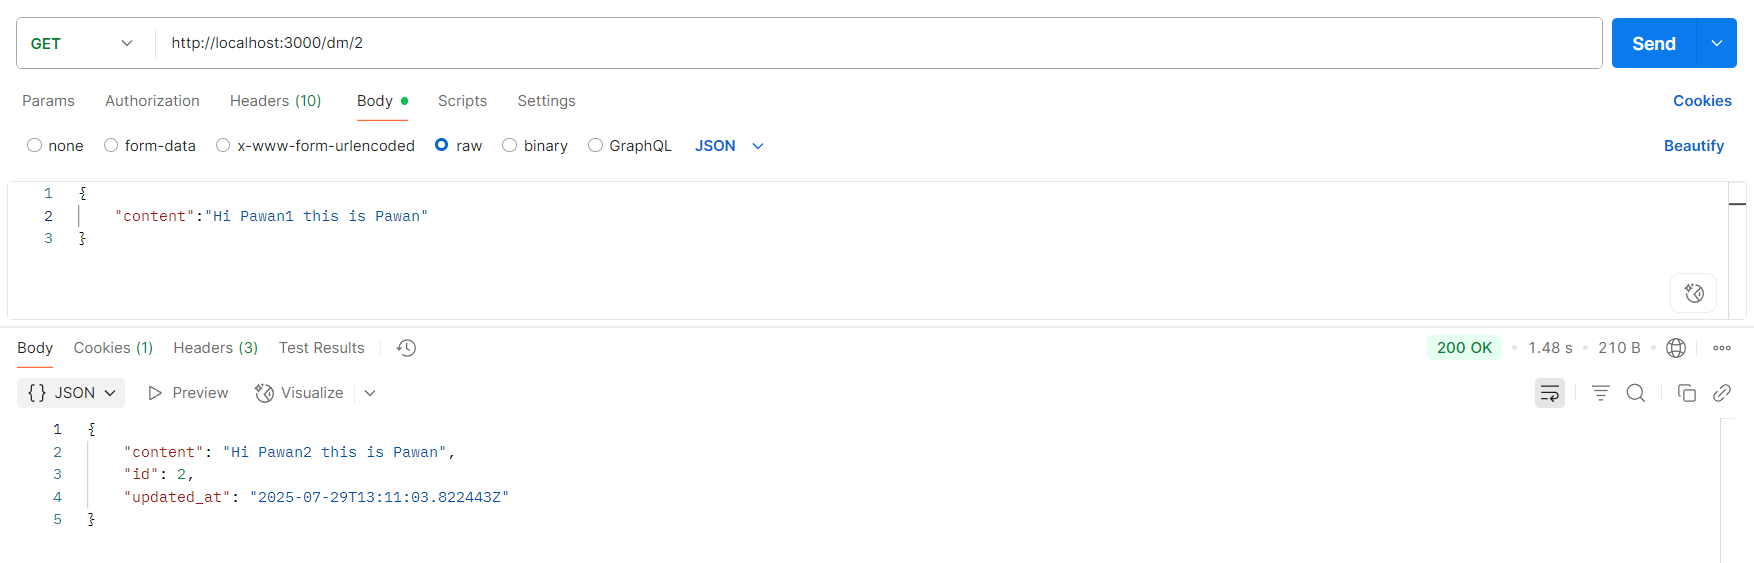 GET http://localhost:3000/dm/2 Send
Params Authorization Headers (10) Body Scripts Settings Cookies
none form-data x-www-form-urlencoded raw binary GraphQL JSON Beautify
1 {
2 "content":"Hi Pawan1 this is Pawan"
3 }
Body Cookies (1) Headers (3) Test Results 200 OK 1.48 s 210 B
{} JSON Preview Visualize
1 {
2 "content": "Hi Pawan2 this is Pawan",
3 "id": 2,
4 "updated_at": "2025-07-29T13:11:03.822443Z"
5 }